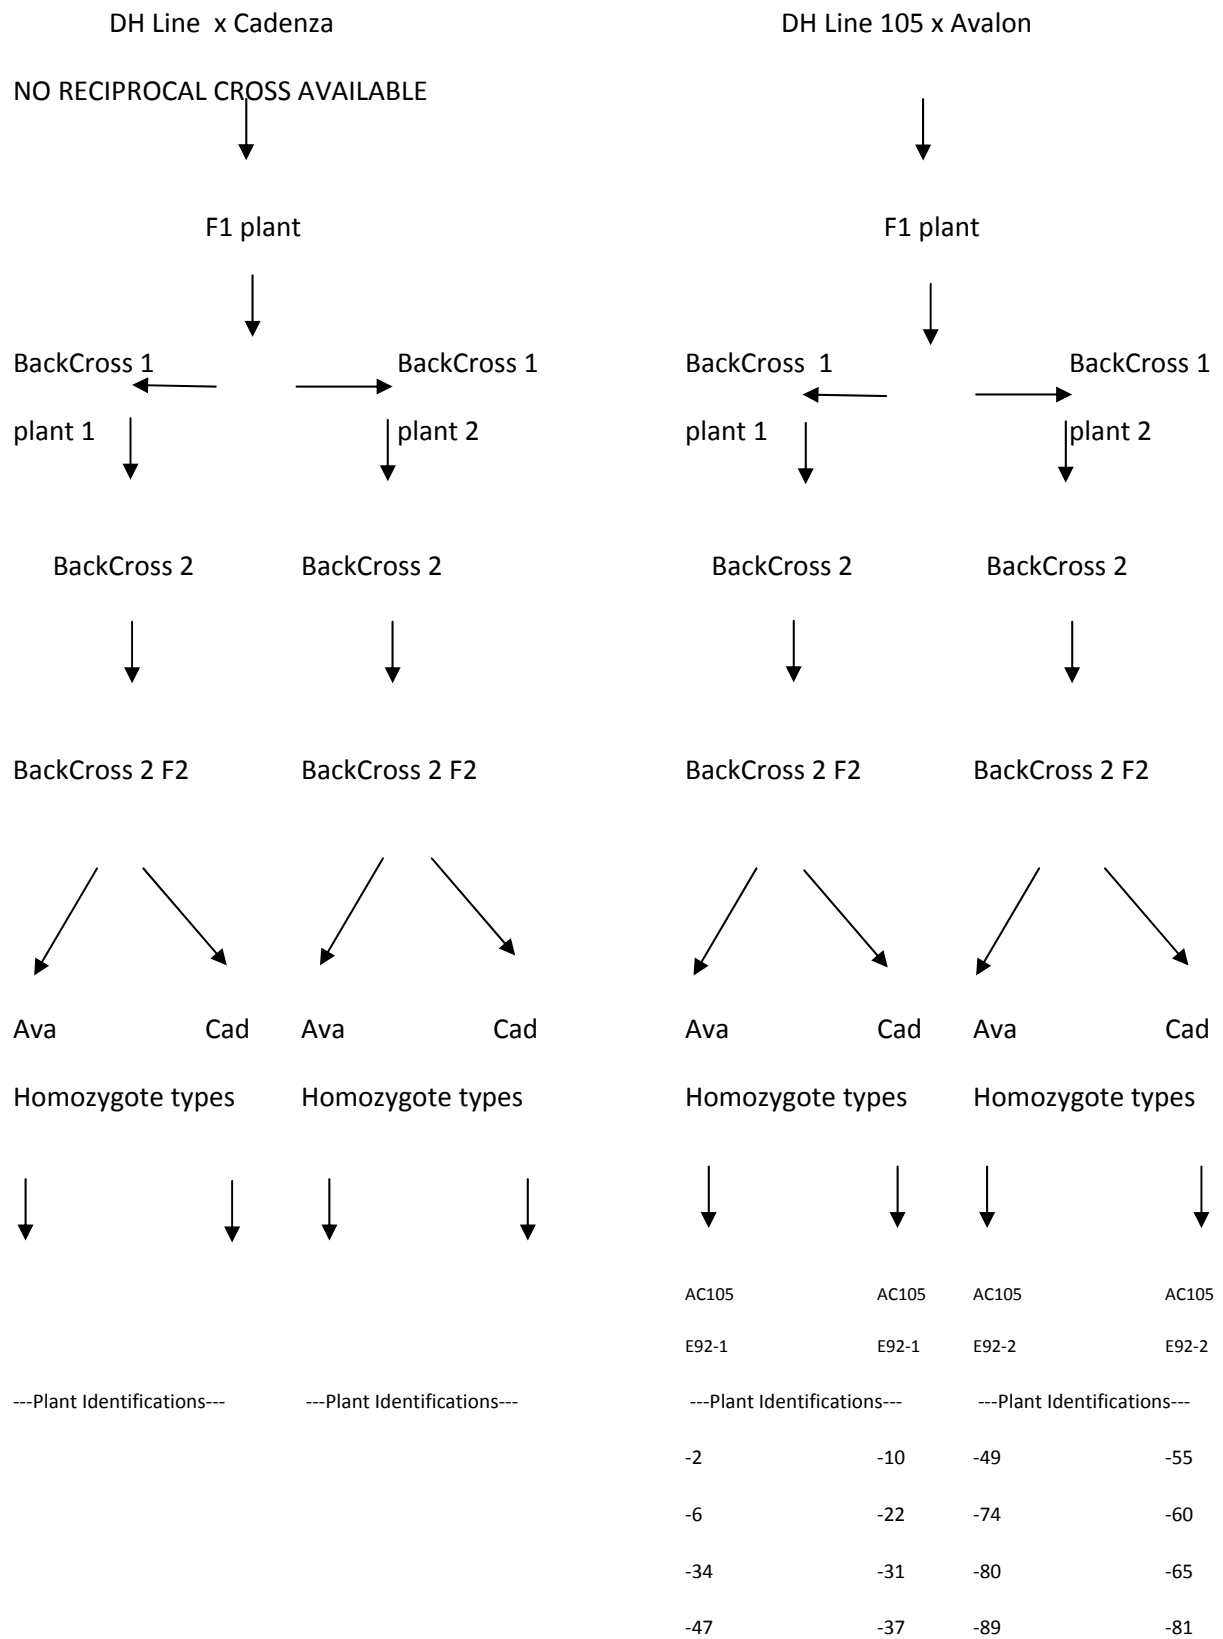 DH Line x Cadenza DH Line 105 x Avalon
NO RECIPROCAL CROSS AVAILABLE
F1 plant F1 plant
BackCross 1 BackCross 1 BackCross 1 BackCross 1
plant 1 plant 2 plant 1 plant 2
BackCross 2 BackCross 2 BackCross 2 BackCross 2
BackCross 2 F2 BackCross 2 F2 BackCross 2 F2 BackCross 2 F2
Ava Cad Ava Cad Ava Cad Ava Cad
Homozygote types Homozygote types Homozygote types Homozygote types
AC105 AC105 AC105 AC105
E92-1 E92-1 E92-2 E92-2
---Plant Identifications--- ---Plant Identifications--- ---Plant Identifications--- ---Plant Identifications---
-2 -10 -49 -55
-6 -22 -74 -60
-34 -31 -80 -65
-47 -37 -89 -81